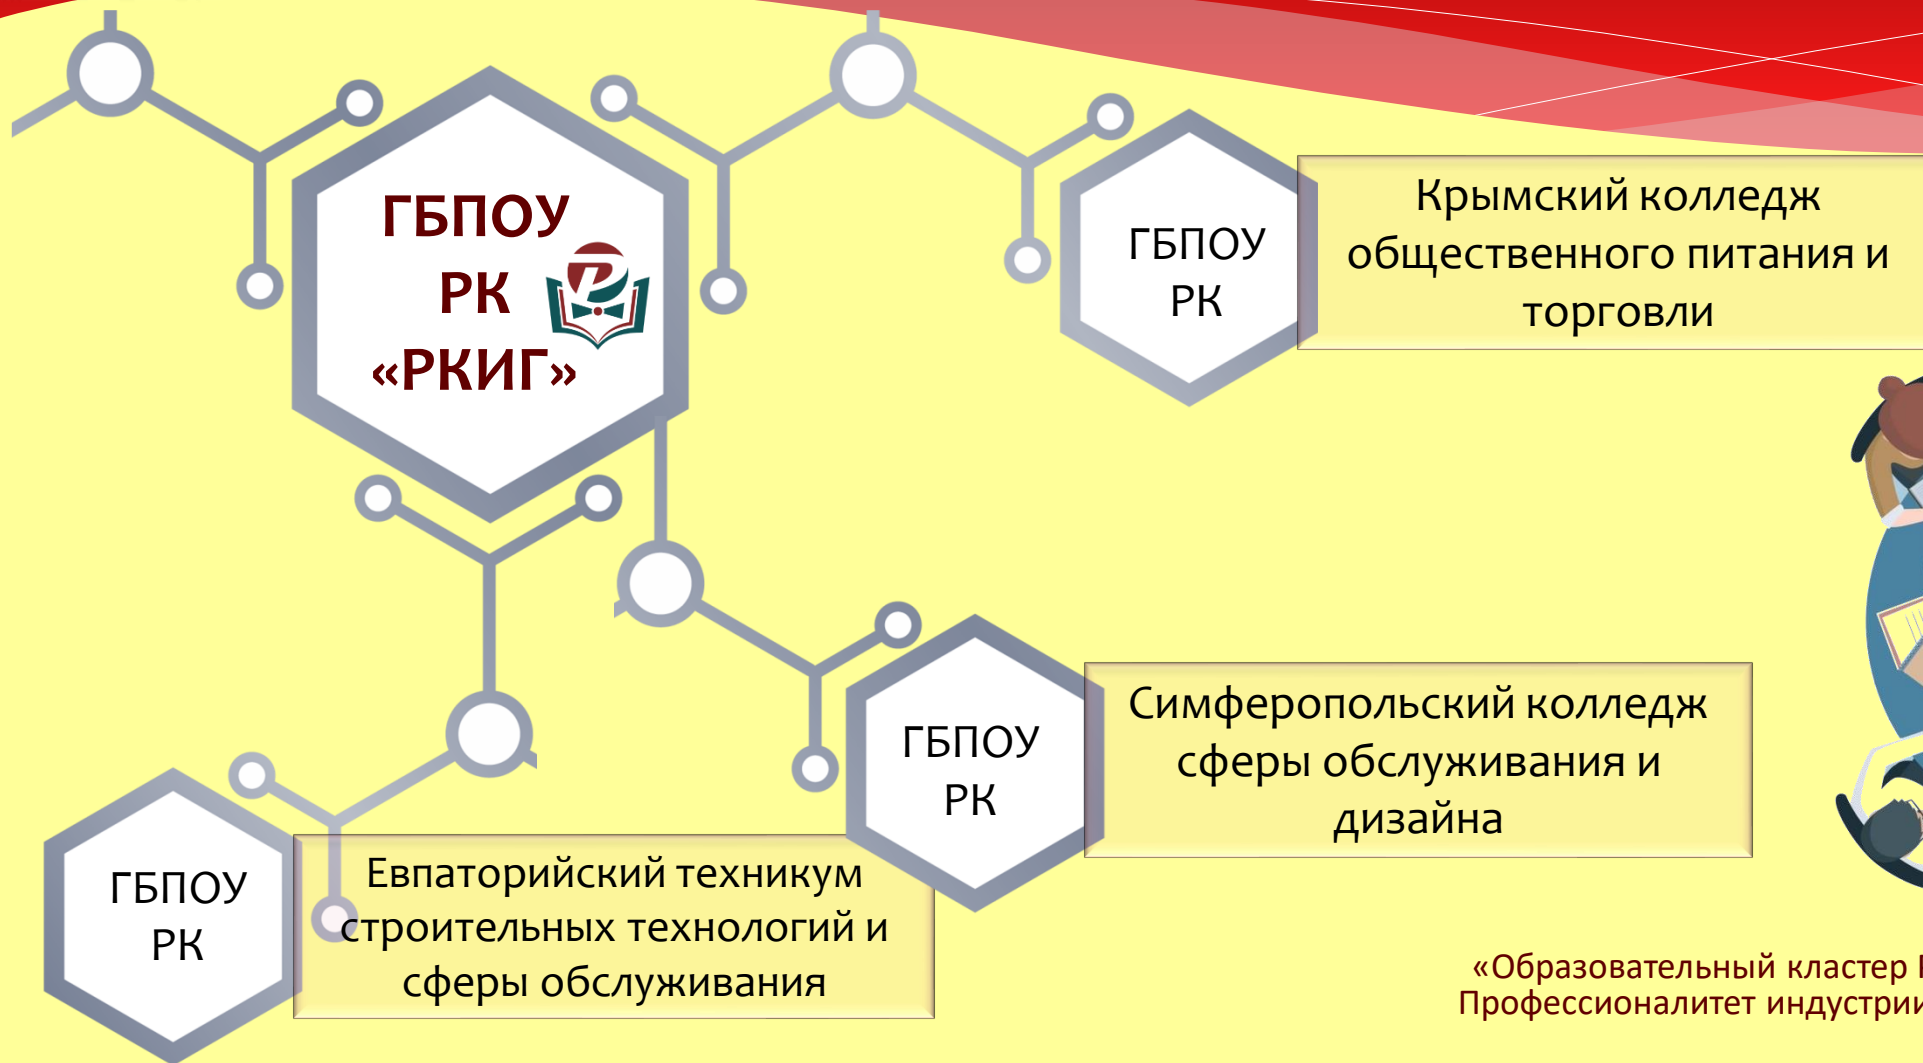 ГБПОУ
РК
«РКИГ»
ГБПОУ
РК
Крымский колледж
общественного питания и
торговли
ГБПОУ
РК
Симферопольский колледж
сферы обслуживания и
дизайна
ГБПОУ
РК
Евпаторийский техникум
строительных технологий и
сферы обслуживания
«Образовательный кластер
Профессионалитет индустрии